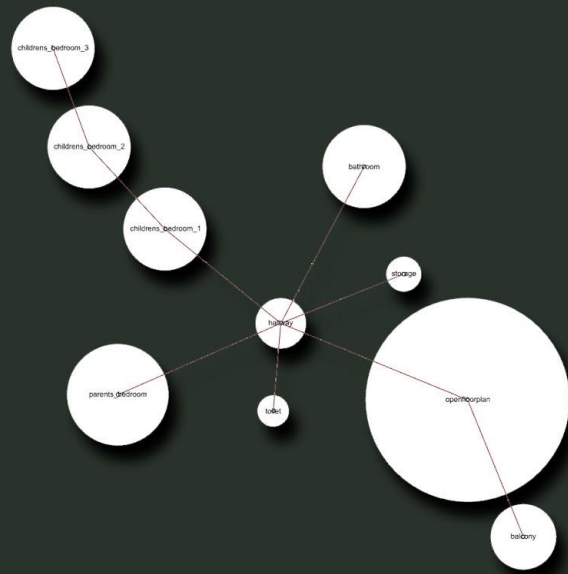 childrens_bedroom_3
childrens_bedroom_2
bathroom
childrens_bedroom_1
storage
hallway
parents_bedroom
openfloorplan
toilet
balcony